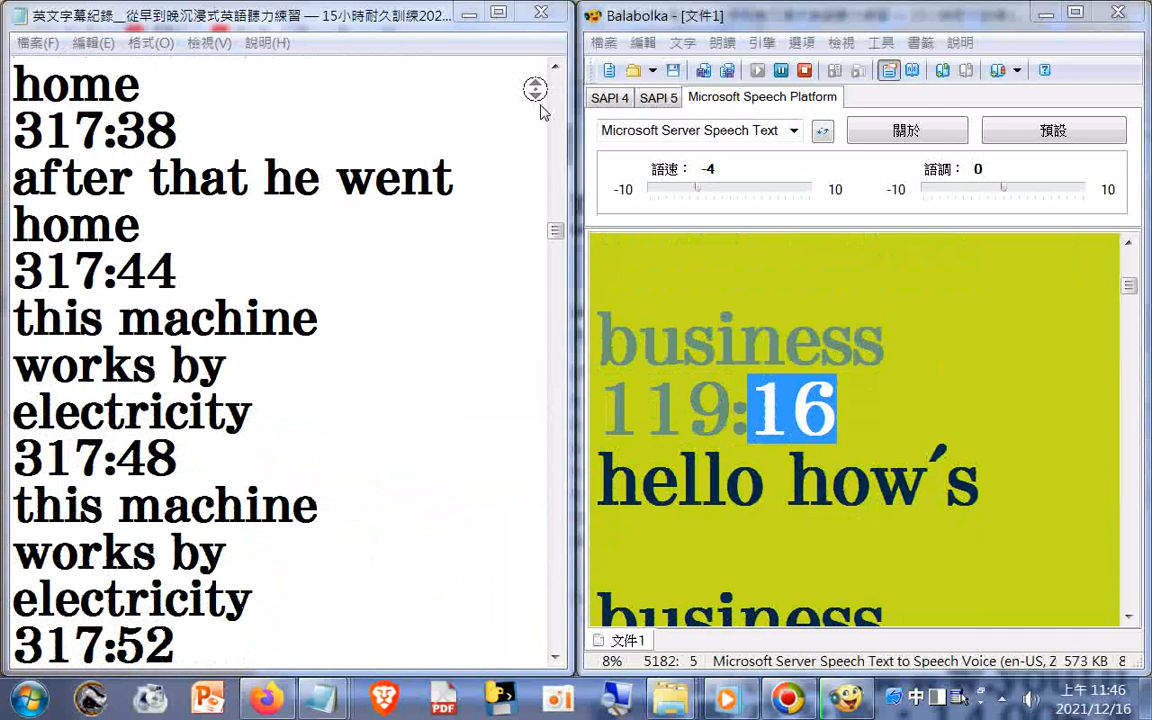 英文字幕紀錄__從早到晚沉浸式英語聽力練習 — 15小時耐久訓練202...
檔案(F) 編輯(E) 格式(O) 檢視(V) 說明(H)
home
317:38
after that he went
home
317:44
this machine
works by
electricity
317:48
this machine
works by
electricity
317:52
Balabolka - [文件1]
檔案 編輯 文字 朗讀 引擎 選項 檢視 工具 書籤 說明
SAPI 4 SAPI 5 Microsoft Speech Platform
Microsoft Server Speech Text 關於 預設
語速： -4 語調： 0
-10 10 -10 10
business
119:16
hello how´s
business
文件1
8% 5182: 5 Microsoft Server Speech Text to Speech Voice (en-US, Z 573 KB 8
PDF
中
上午 11:46
2021/12/16